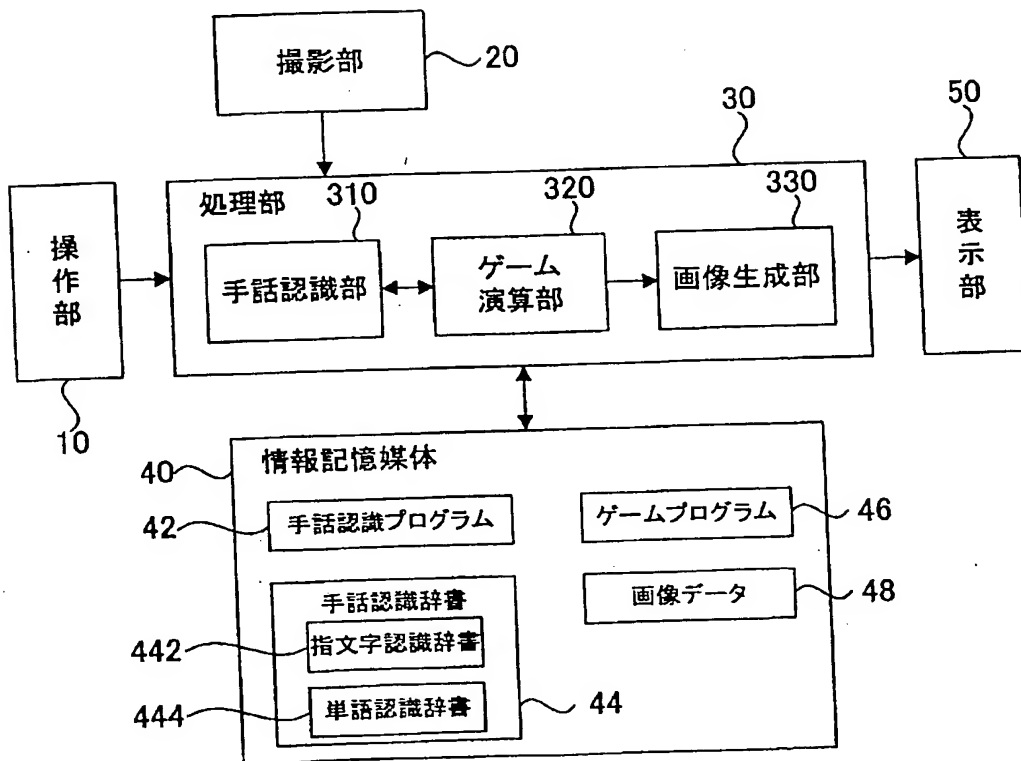 撮影部
20
30
50
処理部
310
320
330
操作部
手話認識部
ゲーム
演算部
画像生成部
表示部
10
40
情報記憶媒体
42
手話認識プログラム
ゲームプログラム
46
手話認識辞書
画像データ
48
442
指文字認識辞書
444
単語認識辞書
44